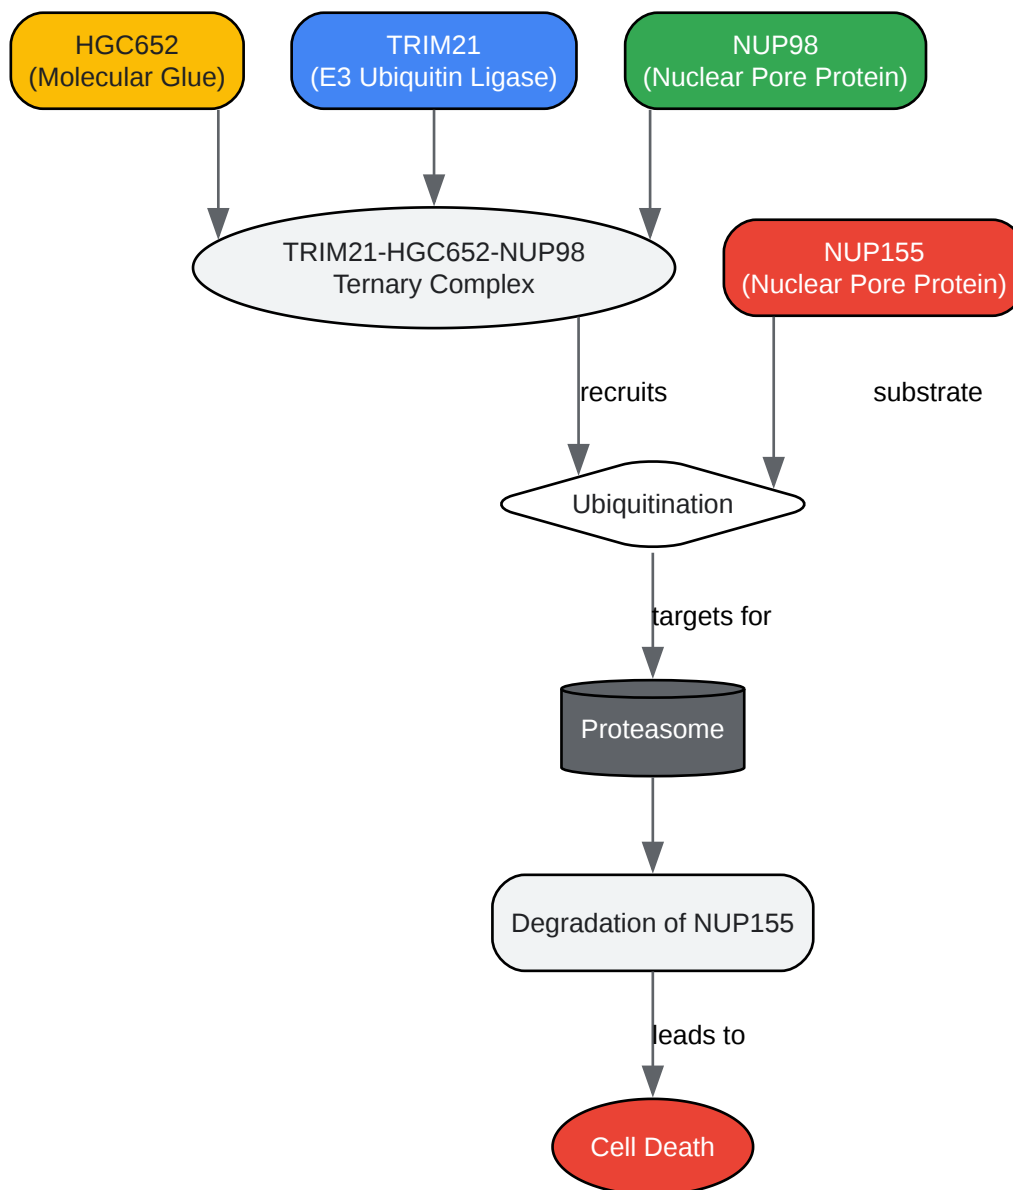 HGC652
(Molecular Glue)
TRIM21
(E3 Ubiquitin Ligase)
NUP98
(Nuclear Pore Protein)
TRIM21-HGC652-NUP98
Ternary Complex
NUP155
(Nuclear Pore Protein)
recruits
substrate
Ubiquitination
targets for
Proteasome
Degradation of NUP155
leads to
Cell Death